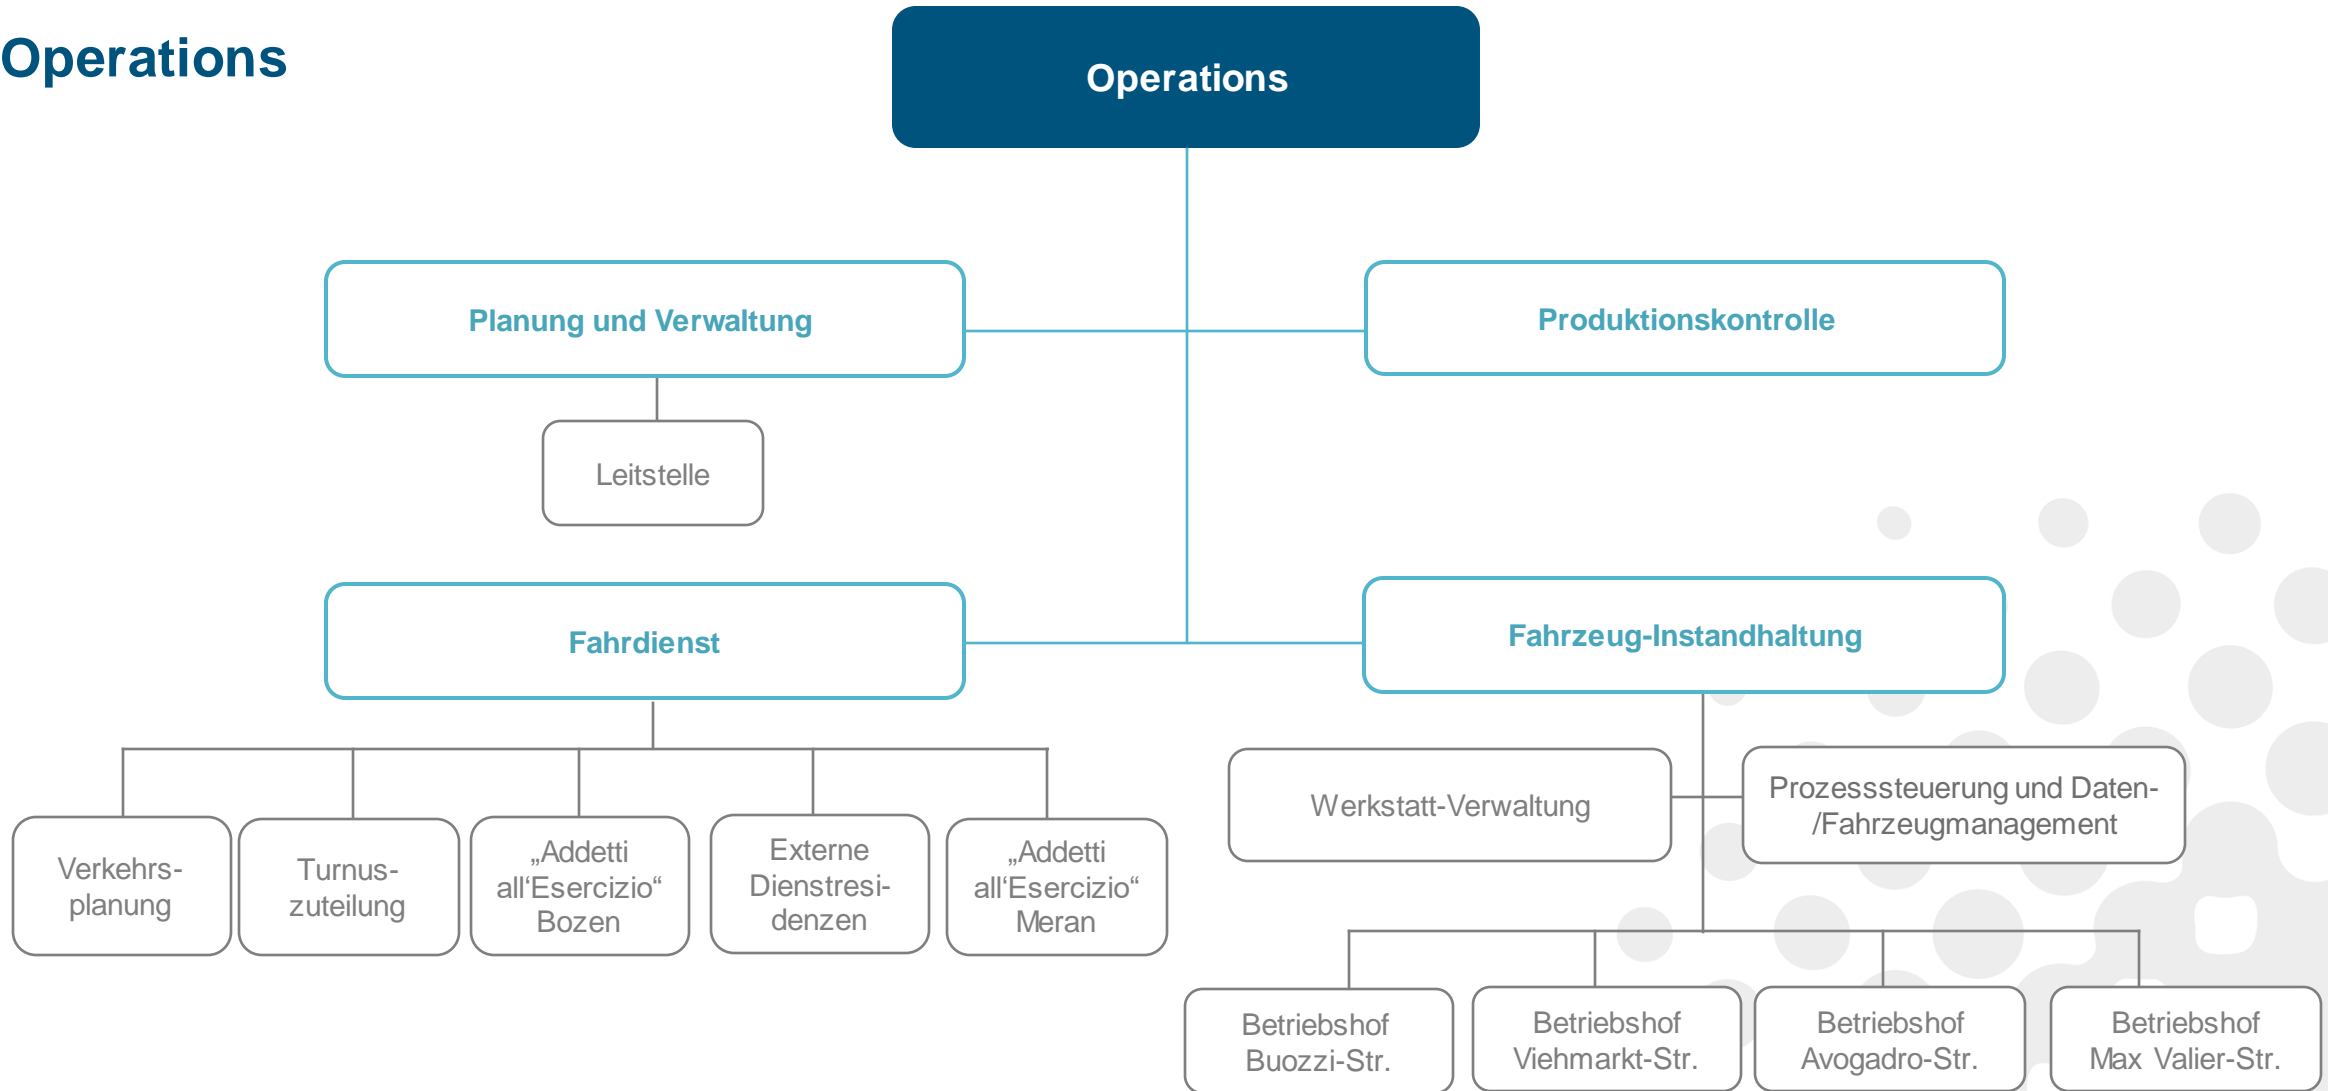 Operations
Operations
Planung und Verwaltung
Produktionskontrolle
Leitstelle
Fahrdienst
Fahrzeug-Instandhaltung
Werkstatt-Verwaltung
Prozesssteuerung und Daten-
/Fahrzeugmanagement
Verkehrs-
planung
Turnus-
zuteilung
„Addetti
all‘Esercizio“
Bozen
Externe
Dienstresi-
denzen
„Addetti
all‘Esercizio“
Meran
Betriebshof
Buozzi-Str.
Betriebshof
Viehmarkt-Str.
Betriebshof
Avogadro-Str.
Betriebshof
Max Valier-Str.